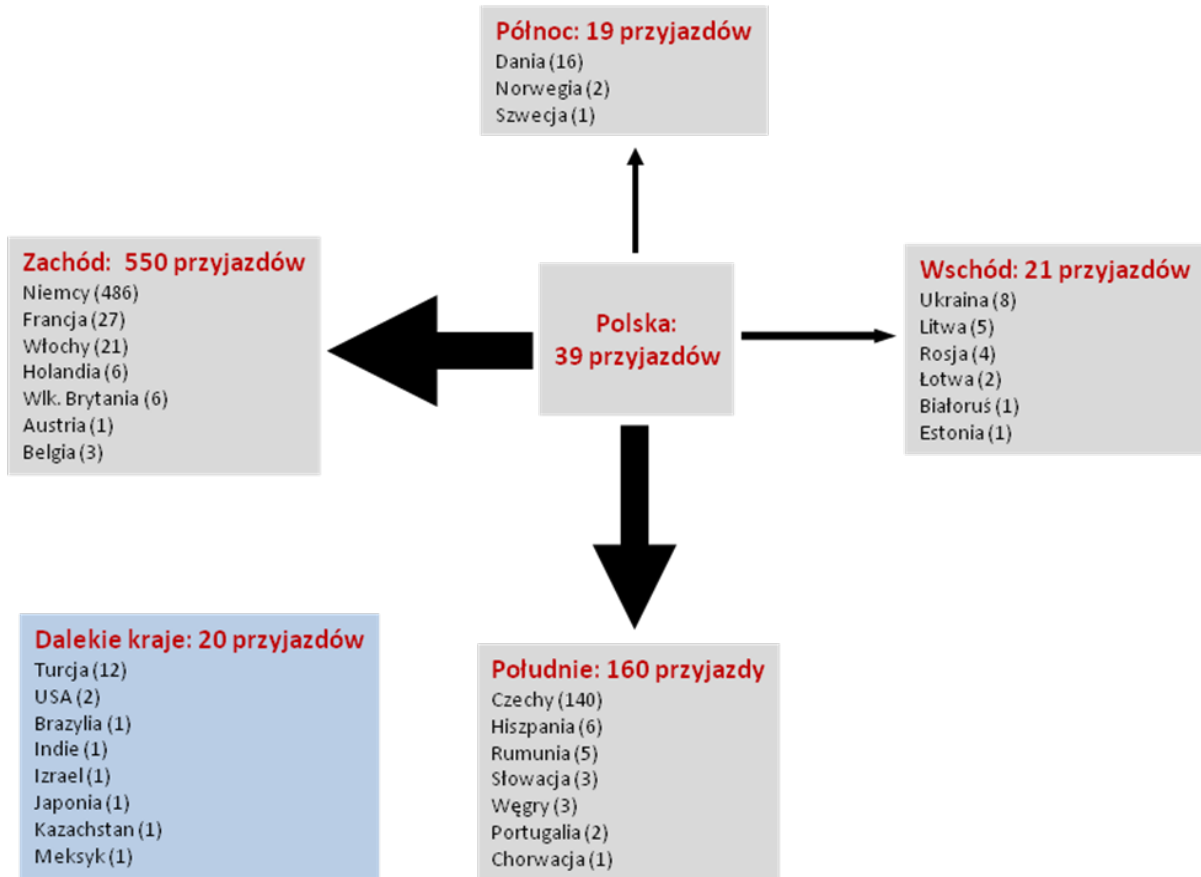 Północ: 19 przyjazdów
Dania (16)
Norwegia (2)
Szwecja (1)
Zachód: 550 przyjazdów
Niemcy (486)
Francja (27)
Włochy (21)
Holandia (6)
Wlk. Brytania (6)
Austria (1)
Belgia (3)
Polska:
39 przyjazdów
Wschód: 21 przyjazdów
Ukraina (8)
Litwa (5)
Rosja (4)
Łotwa (2)
Białoruś (1)
Estonia (1)
Dalekie kraje: 20 przyjazdów
Turcja (12)
USA (2)
Brazylia (1)
Indie (1)
Izrael (1)
Japonia (1)
Kazachstan (1)
Meksyk (1)
Południe: 160 przyjazdy
Czechy (140)
Hiszpania (6)
Rumunia (5)
Słowacja (3)
Węgry (3)
Portugalia (2)
Chorwacja (1)